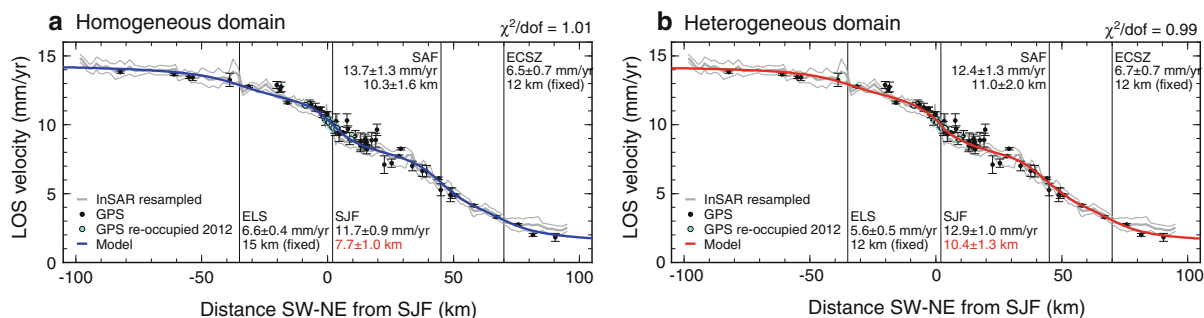 a Homogeneous domain
χ²/dof = 1.01
LOS velocity (mm/yr)
15
10
5
0
SAF
13.7±1.3 mm/yr
10.3±1.6 km
ECSZ
6.5±0.7 mm/yr
12 km (fixed)
InSAR resampled
GPS
GPS re-occupied 2012
Model
ELS
6.6±0.4 mm/yr
15 km (fixed)
SJF
11.7±0.9 mm/yr
7.7±1.0 km
-100 -50 0 50 100
Distance SW-NE from SJF (km)
b Heterogeneous domain
χ²/dof = 0.99
LOS velocity (mm/yr)
15
10
5
0
SAF
12.4±1.3 mm/yr
11.0±2.0 km
ECSZ
6.7±0.7 mm/yr
12 km (fixed)
InSAR resampled
GPS
GPS re-occupied 2012
Model
ELS
5.6±0.5 mm/yr
12 km (fixed)
SJF
12.9±1.0 mm/yr
10.4±1.3 km
-100 -50 0 50 100
Distance SW-NE from SJF (km)